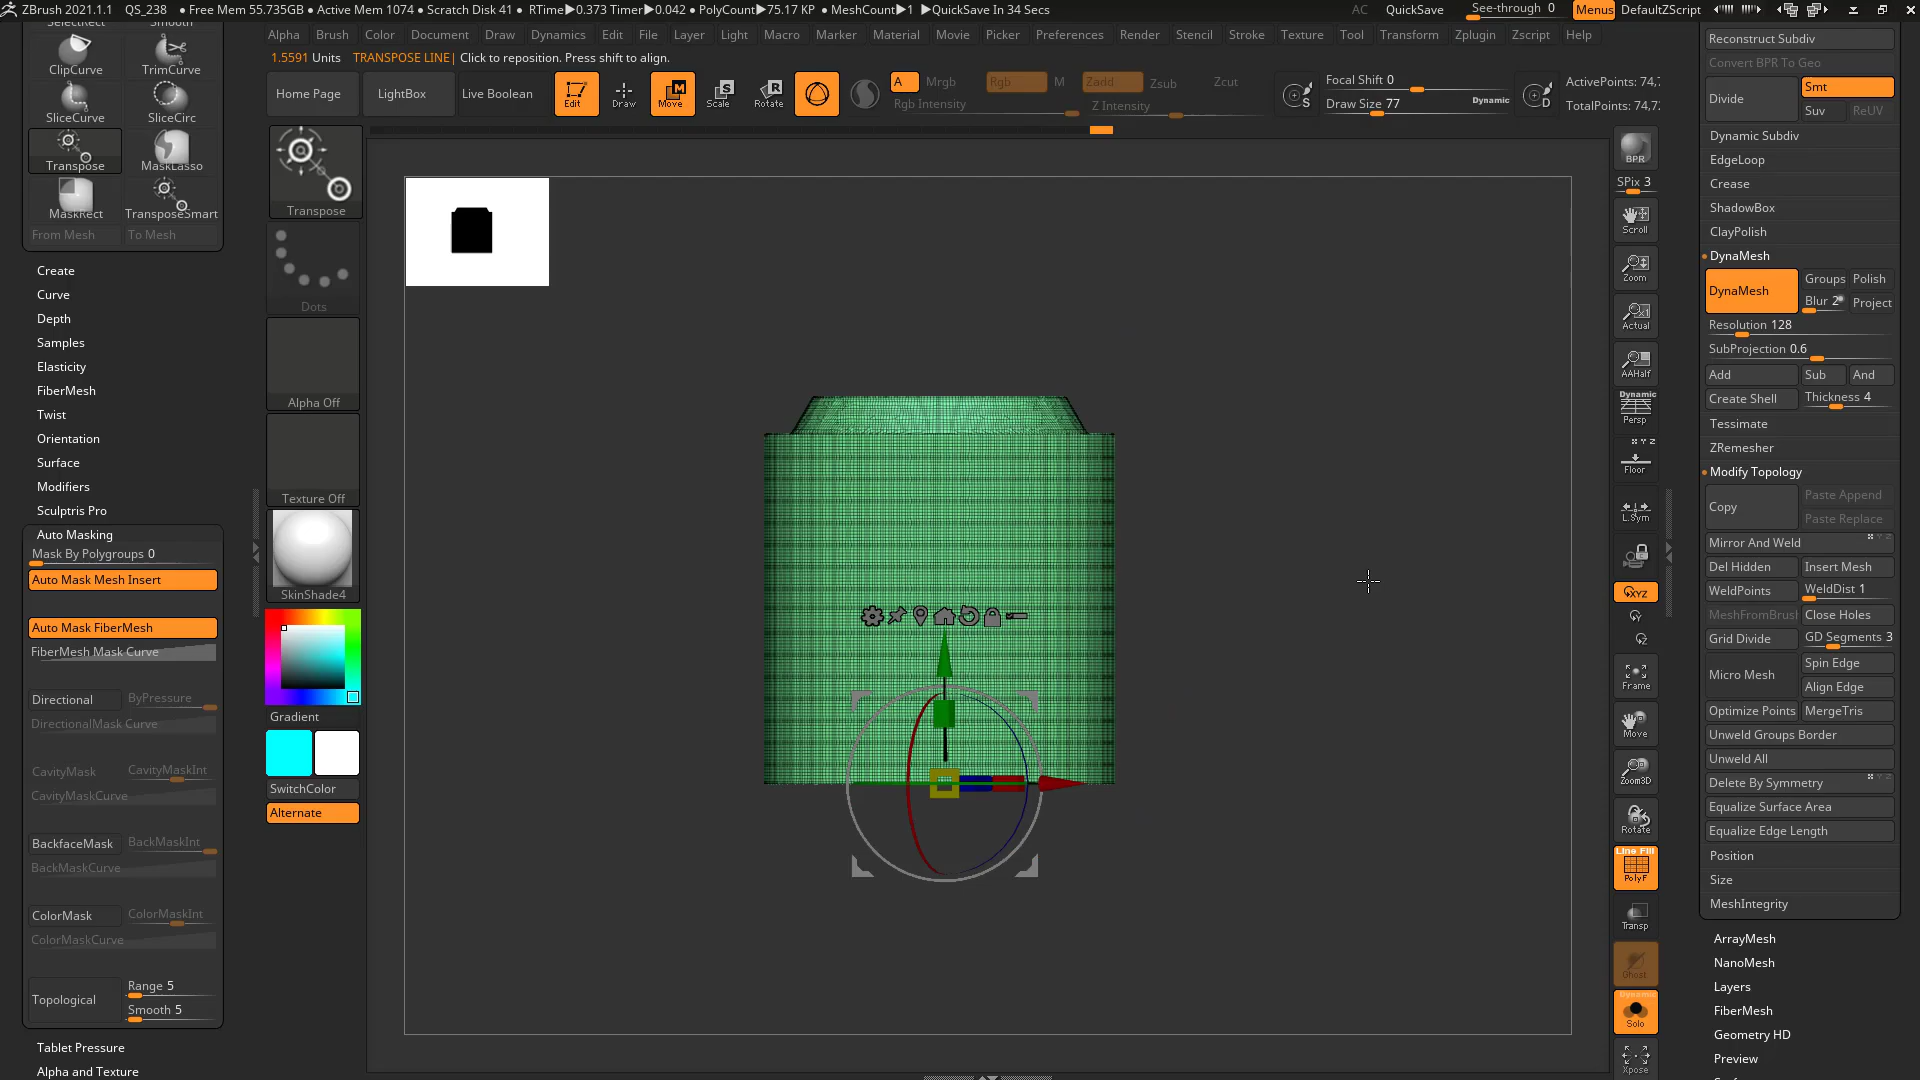 ZBrush 2021.1.1 QS_238 • Free Mem 55.735GB • Active Mem 1074 • Scratch Disk 41 • RTime▶0.373 Timer▶0.042 • PolyCount▶75.17 KP • MeshCount▶1 ▶QuickSave In 34 Secs
AC QuickSave See-through 0 Menus DefaultZScript
Alpha Brush Color Document Draw Dynamics Edit File Layer Light Macro Marker Material Movie Picker Preferences Render Stencil Stroke Texture Tool Transform Zplugin Zscript Help
1.5591 Units TRANSPOSE LINE| Click to reposition. Press shift to align.
Home Page LightBox Live Boolean Edit Draw Move Scale Rotate
A Mrgb Rgb M Zadd Zsub Zcut
Rgb Intensity Z Intensity
Focal Shift 0
Draw Size 77 Dynamic
S D
ActivePoints: 74,7
TotalPoints: 74,72
ClipCurve TrimCurve
SliceCurve SliceCirc
Transpose MaskLasso
MaskRect TransposeSmart
From Mesh To Mesh
Create
Curve
Depth
Samples
Elasticity
FiberMesh
Twist
Orientation
Surface
Modifiers
Sculptris Pro
Auto Masking
Mask By Polygroups 0
Auto Mask Mesh Insert
Auto Mask FiberMesh
FiberMesh Mask Curve
Directional ByPressure
DirectionalMask Curve
CavityMask CavityMaskInt
CavityMaskCurve
BackfaceMask BackMaskInt
BackMaskCurve
ColorMask ColorMaskInt
ColorMaskCurve
Topological Range 5
Smooth 5
Tablet Pressure
Alpha and Texture
Transpose
Dots
Alpha Off
Texture Off
SkinShade4
Gradient
SwitchColor
Alternate
BPR
SPix 3
Scroll
Zoom
Actual
AAHalf
Dynamic
Persp
X Y Z
Floor
L.Sym
XYZ
Frame
Move
Zoom3D
Rotate
Line Fill
PolyF
Transp
Ghost
Dynamic
Solo
Xpose
Reconstruct Subdiv
Convert BPR To Geo
Divide Smt
Suv ReUV
Dynamic Subdiv
EdgeLoop
Crease
ShadowBox
ClayPolish
DynaMesh
DynaMesh Groups Polish
Blur 2 Project
Resolution 128
SubProjection 0.6
Add Sub And
Create Shell Thickness 4
Tessimate
ZRemesher
Modify Topology
Copy Paste Append
Paste Replace
Mirror And Weld
Del Hidden Insert Mesh
WeldPoints WeldDist 1
MeshFromBrus Close Holes
Grid Divide GD Segments 3
Micro Mesh Spin Edge
Align Edge
Optimize Points MergeTris
Unweld Groups Border
Unweld All
Delete By Symmetry
Equalize Surface Area
Equalize Edge Length
Position
Size
MeshIntegrity
ArrayMesh
NanoMesh
Layers
FiberMesh
Geometry HD
Preview